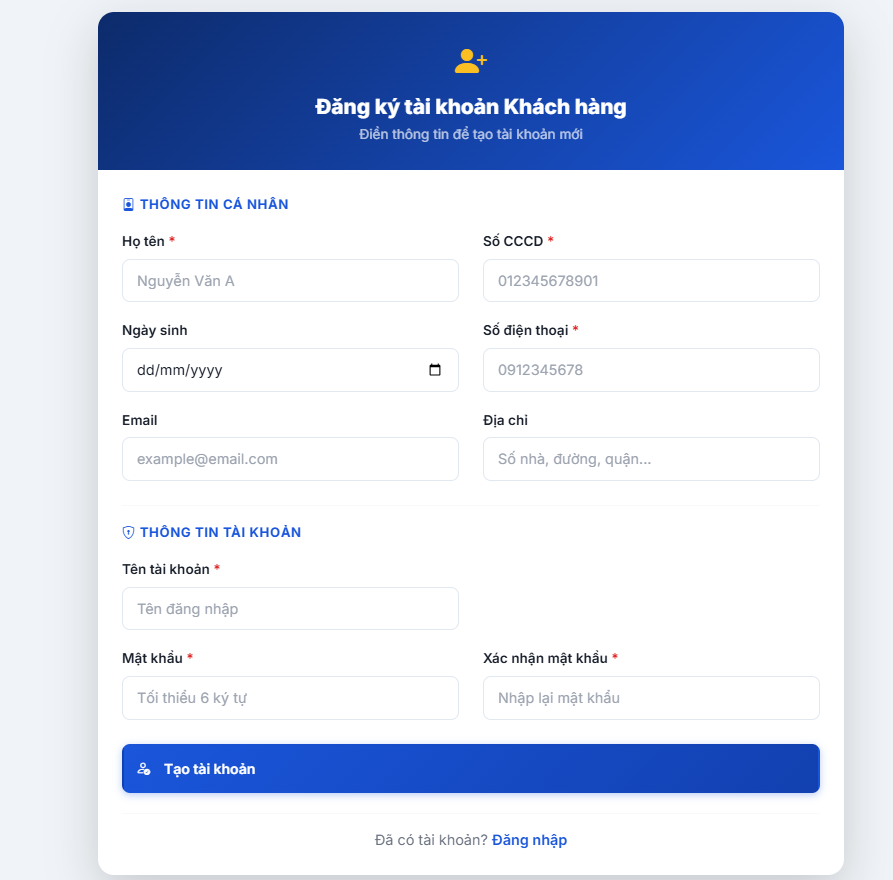 Đăng ký tài khoản Khách hàng
Điền thông tin để tạo tài khoản mới
THÔNG TIN CÁ NHÂN
Họ tên *
Số CCCD *
Nguyễn Văn A
012345678901
Ngày sinh
Số điện thoại *
dd/mm/yyyy
0912345678
Email
Địa chỉ
example@email.com
Số nhà, đường, quận...
THÔNG TIN TÀI KHOẢN
Tên tài khoản *
Tên đăng nhập
Mật khẩu *
Xác nhận mật khẩu *
Tối thiểu 6 ký tự
Nhập lại mật khẩu
Tạo tài khoản
Đã có tài khoản? Đăng nhập